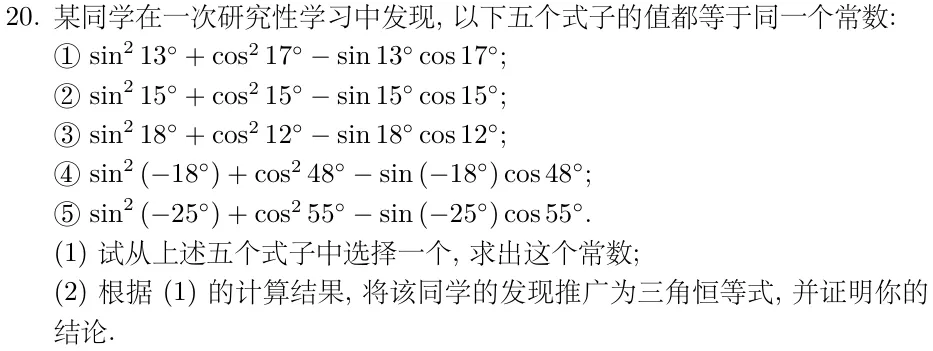 20. 某同学在一次研究性学习中发现, 以下五个式子的值都等于同一个常数:
① sin² 13° + cos² 17° − sin 13° cos 17°;
② sin² 15° + cos² 15° − sin 15° cos 15°;
③ sin² 18° + cos² 12° − sin 18° cos 12°;
④ sin² (−18°) + cos² 48° − sin (−18°) cos 48°;
⑤ sin² (−25°) + cos² 55° − sin (−25°) cos 55°.
(1) 试从上述五个式子中选择一个, 求出这个常数;
(2) 根据 (1) 的计算结果, 将该同学的发现推广为三角恒等式, 并证明你的
结论.